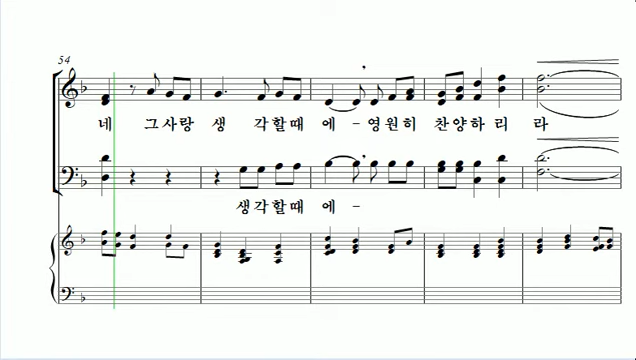 54
네 그사랑 생 각할때 에 - 영원히 찬양하 리 라
생각할때 에 -